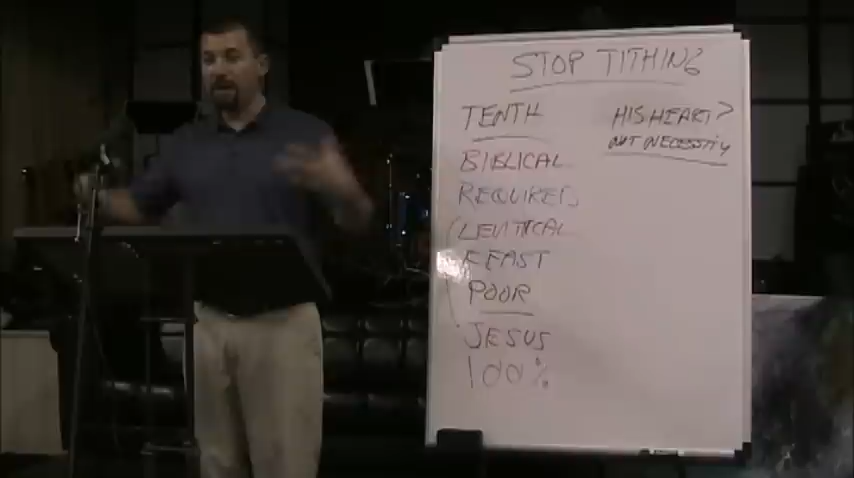 STOP TITHING
TENTH
BIBLICAL
REQUIRED
LEVITICAL
FEAST
POOR
JESUS
100%
HIS HEART?
NOT NECESSITY